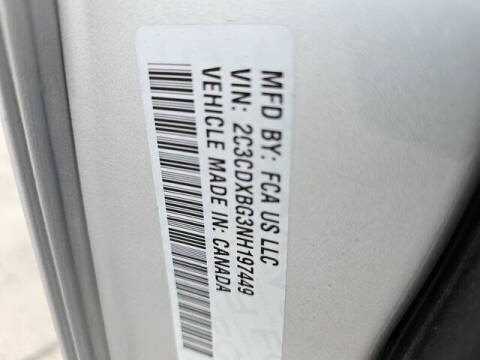 MFD BY: FCA US LLC
VIN: 2C3CDXBG3NH197449
VEHICLE MADE IN: CANADA